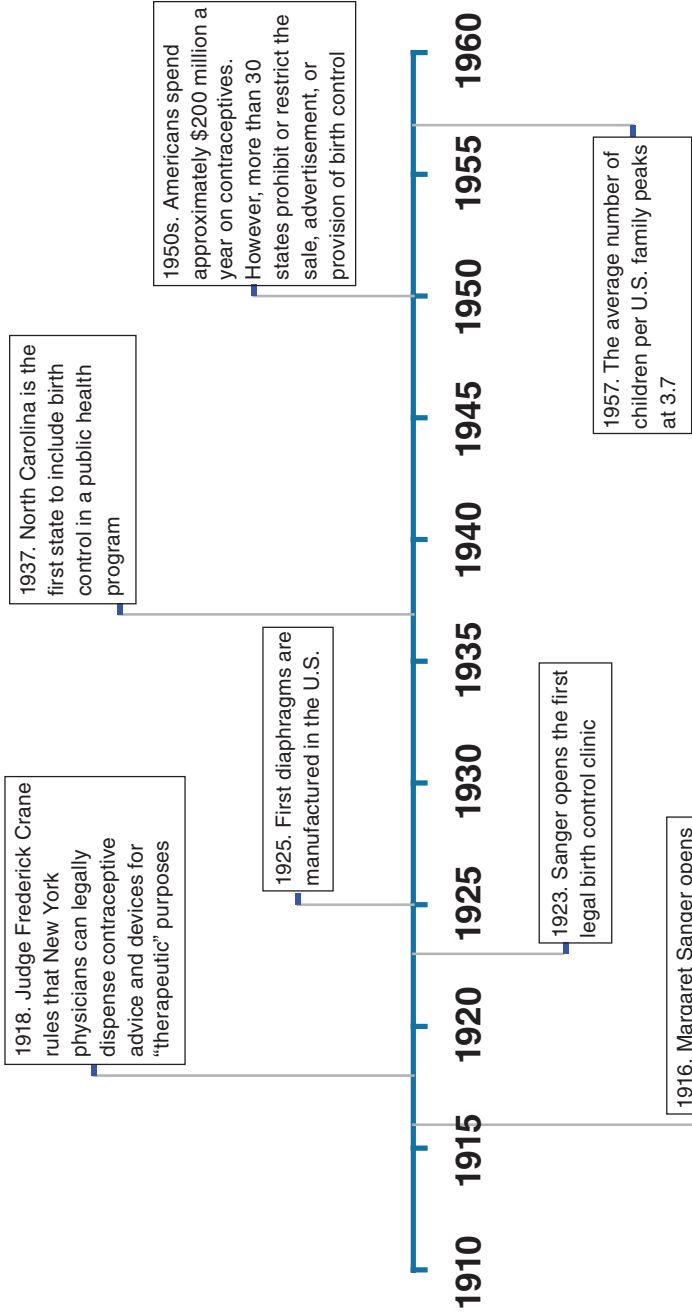 1918. Judge Frederick Crane
rules that New York
physicians can legally
dispense contraceptive
advice and devices for
“therapeutic” purposes
1937. North Carolina is the
first state to include birth
control in a public health
program
1950s. Americans spend
approximately $200 million a
year on contraceptives.
However, more than 30
states prohibit or restrict the
sale, advertisement, or
provision of birth control
1925. First diaphragms are
manufactured in the U.S.
1910 1915 1920 1925 1930 1935 1940 1945 1950 1955 1960
1923. Sanger opens the first
legal birth control clinic
1957. The average number of
children per U.S. family peaks
at 3.7
1916. Margaret Sanger opens